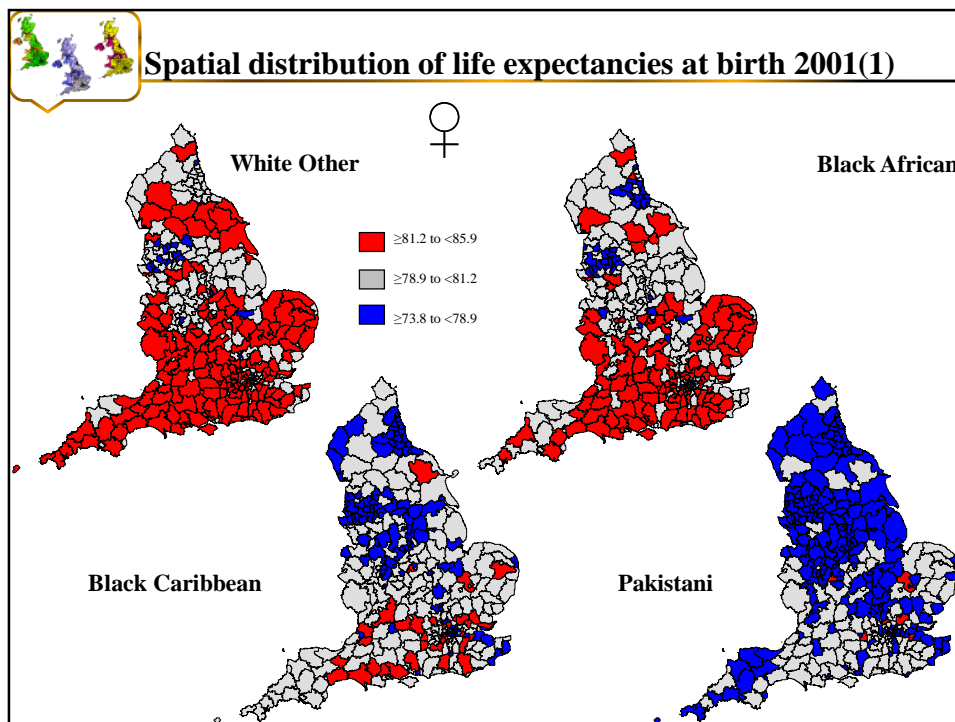 Spatial distribution of life expectancies at birth 2001(1)
White Other
Black African
≥81.2 to <85.9
≥78.9 to <81.2
≥73.8 to <78.9
Black Caribbean
Pakistani